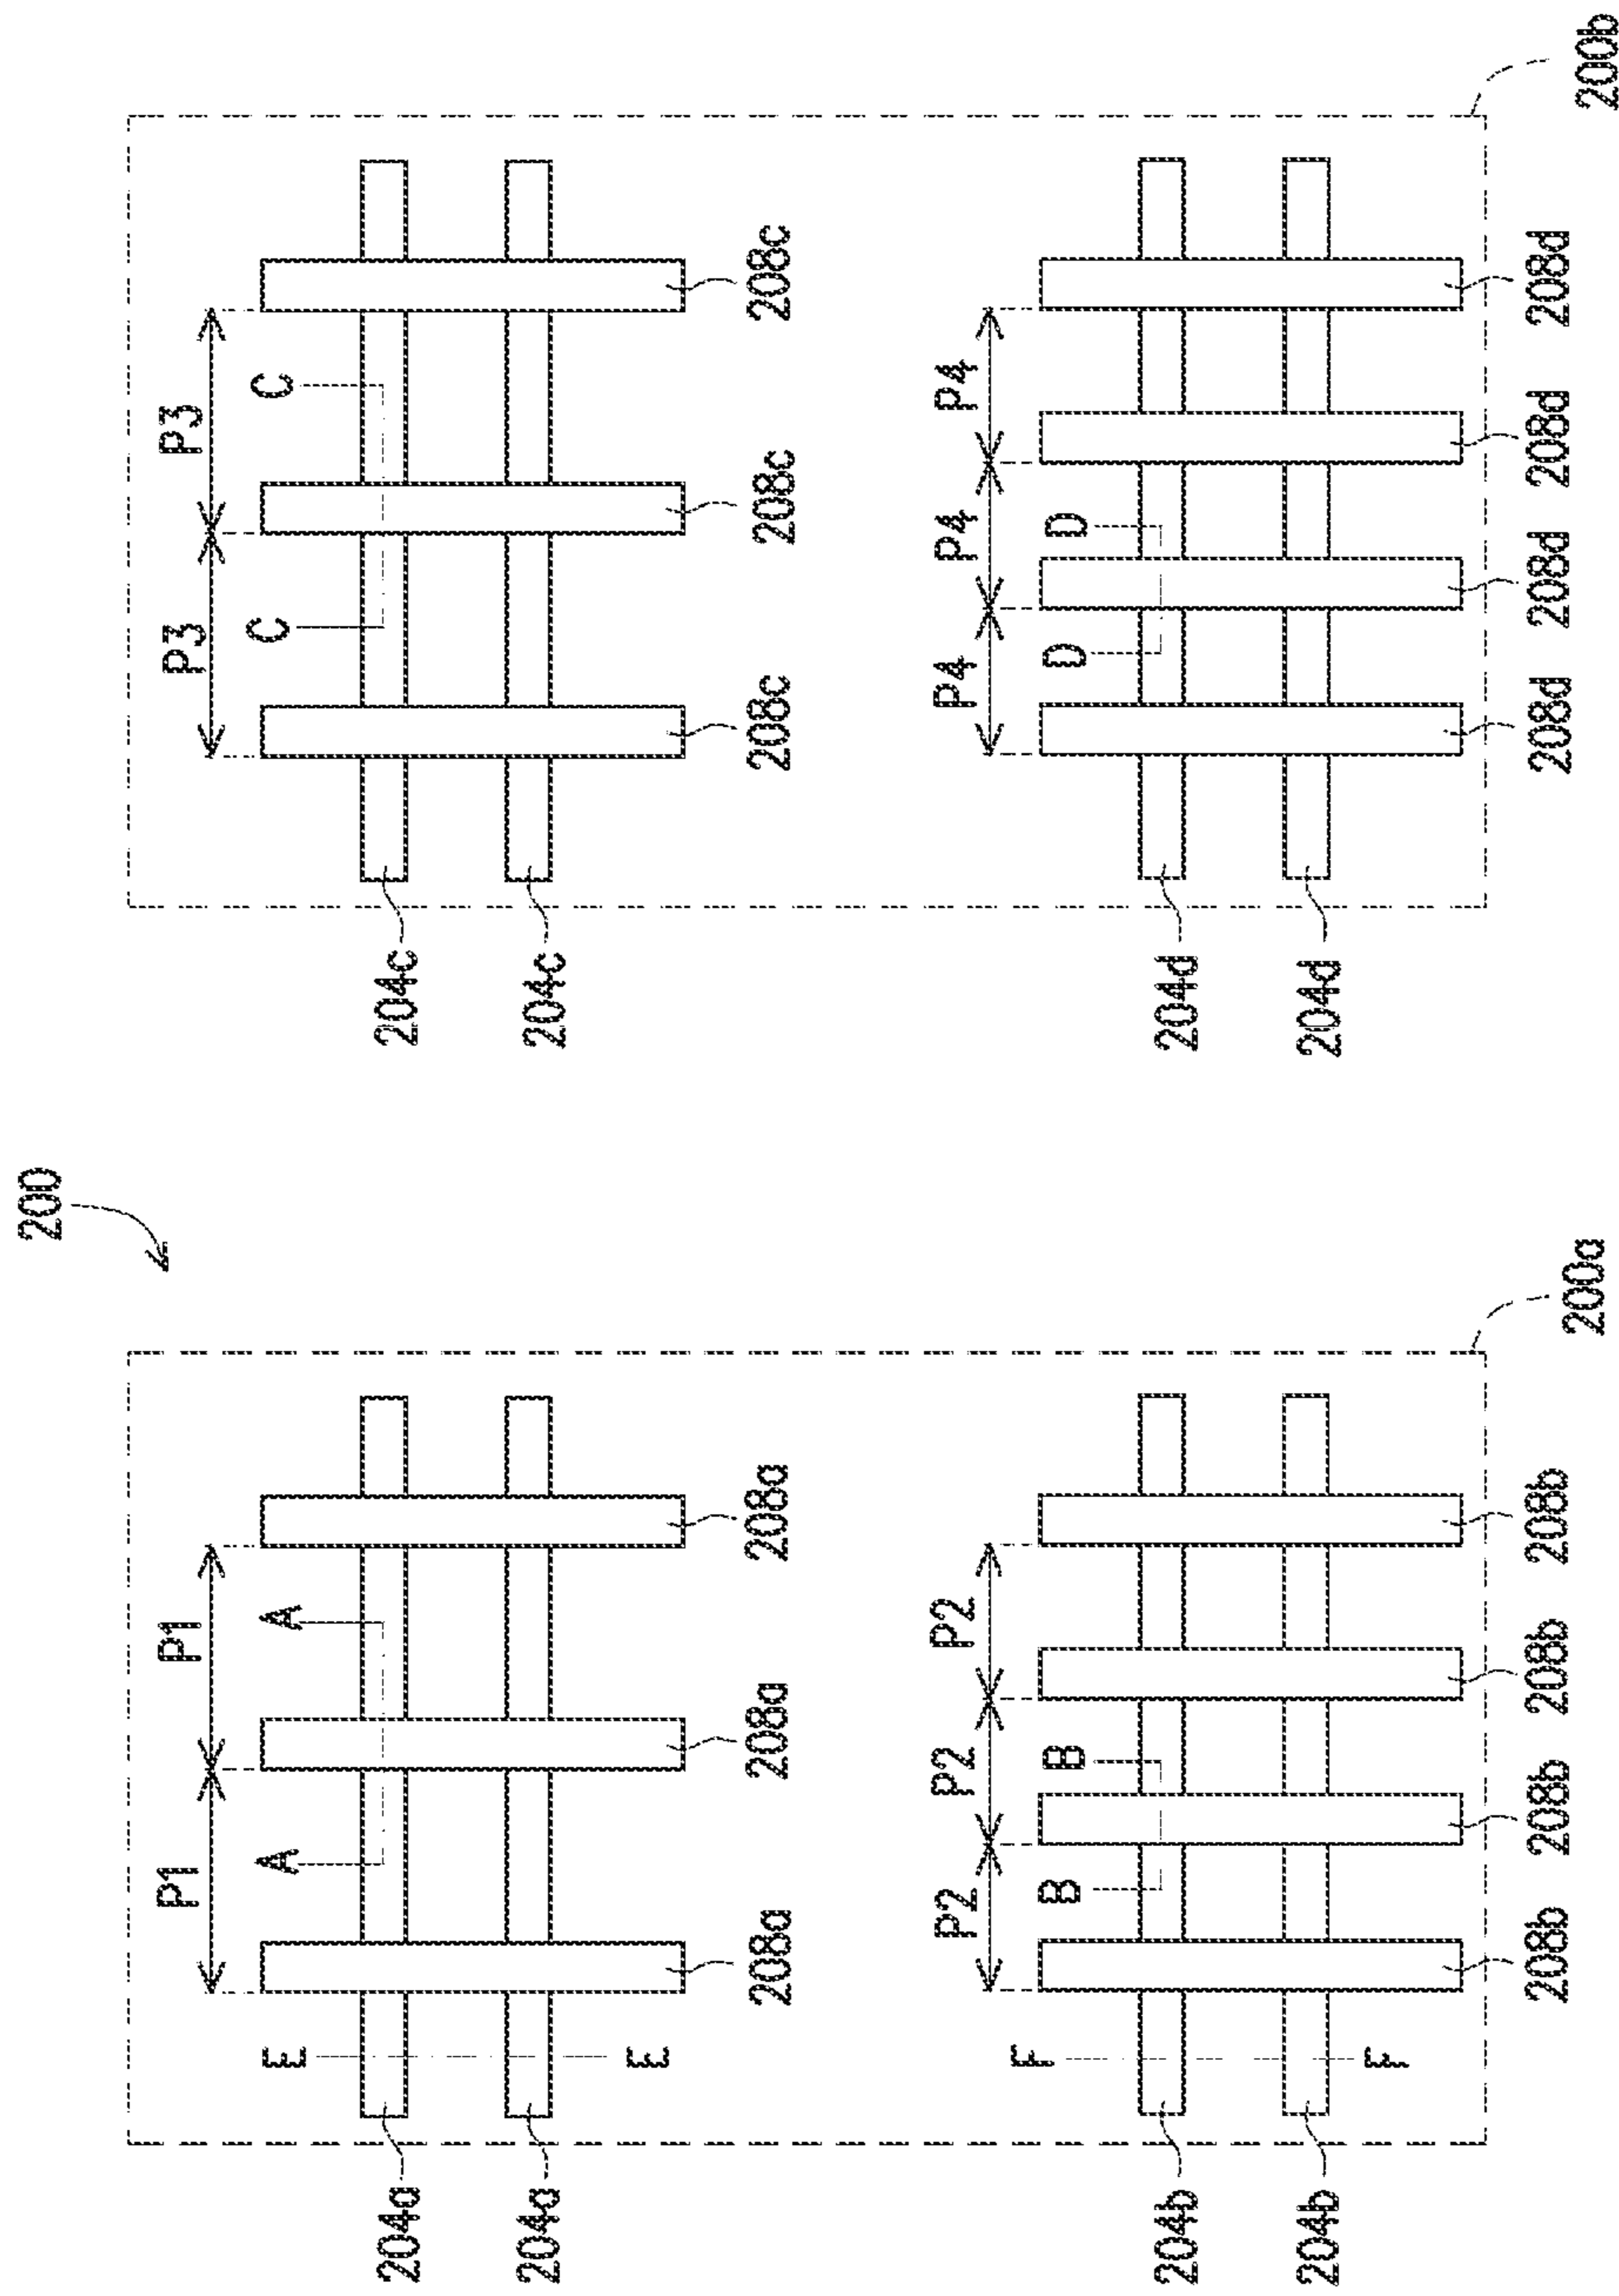 200
P1 P1 P3 P3
E A A C C
204a 204c
204a 204c
E
208a 208a 208a 208c 208c 208c
P2 P2 P2 P4 P4 P4
F B B D D
204b 204d
204b 204d
F
208b 208b 208b 208b 208d 208d 208d 208d
200a 200b